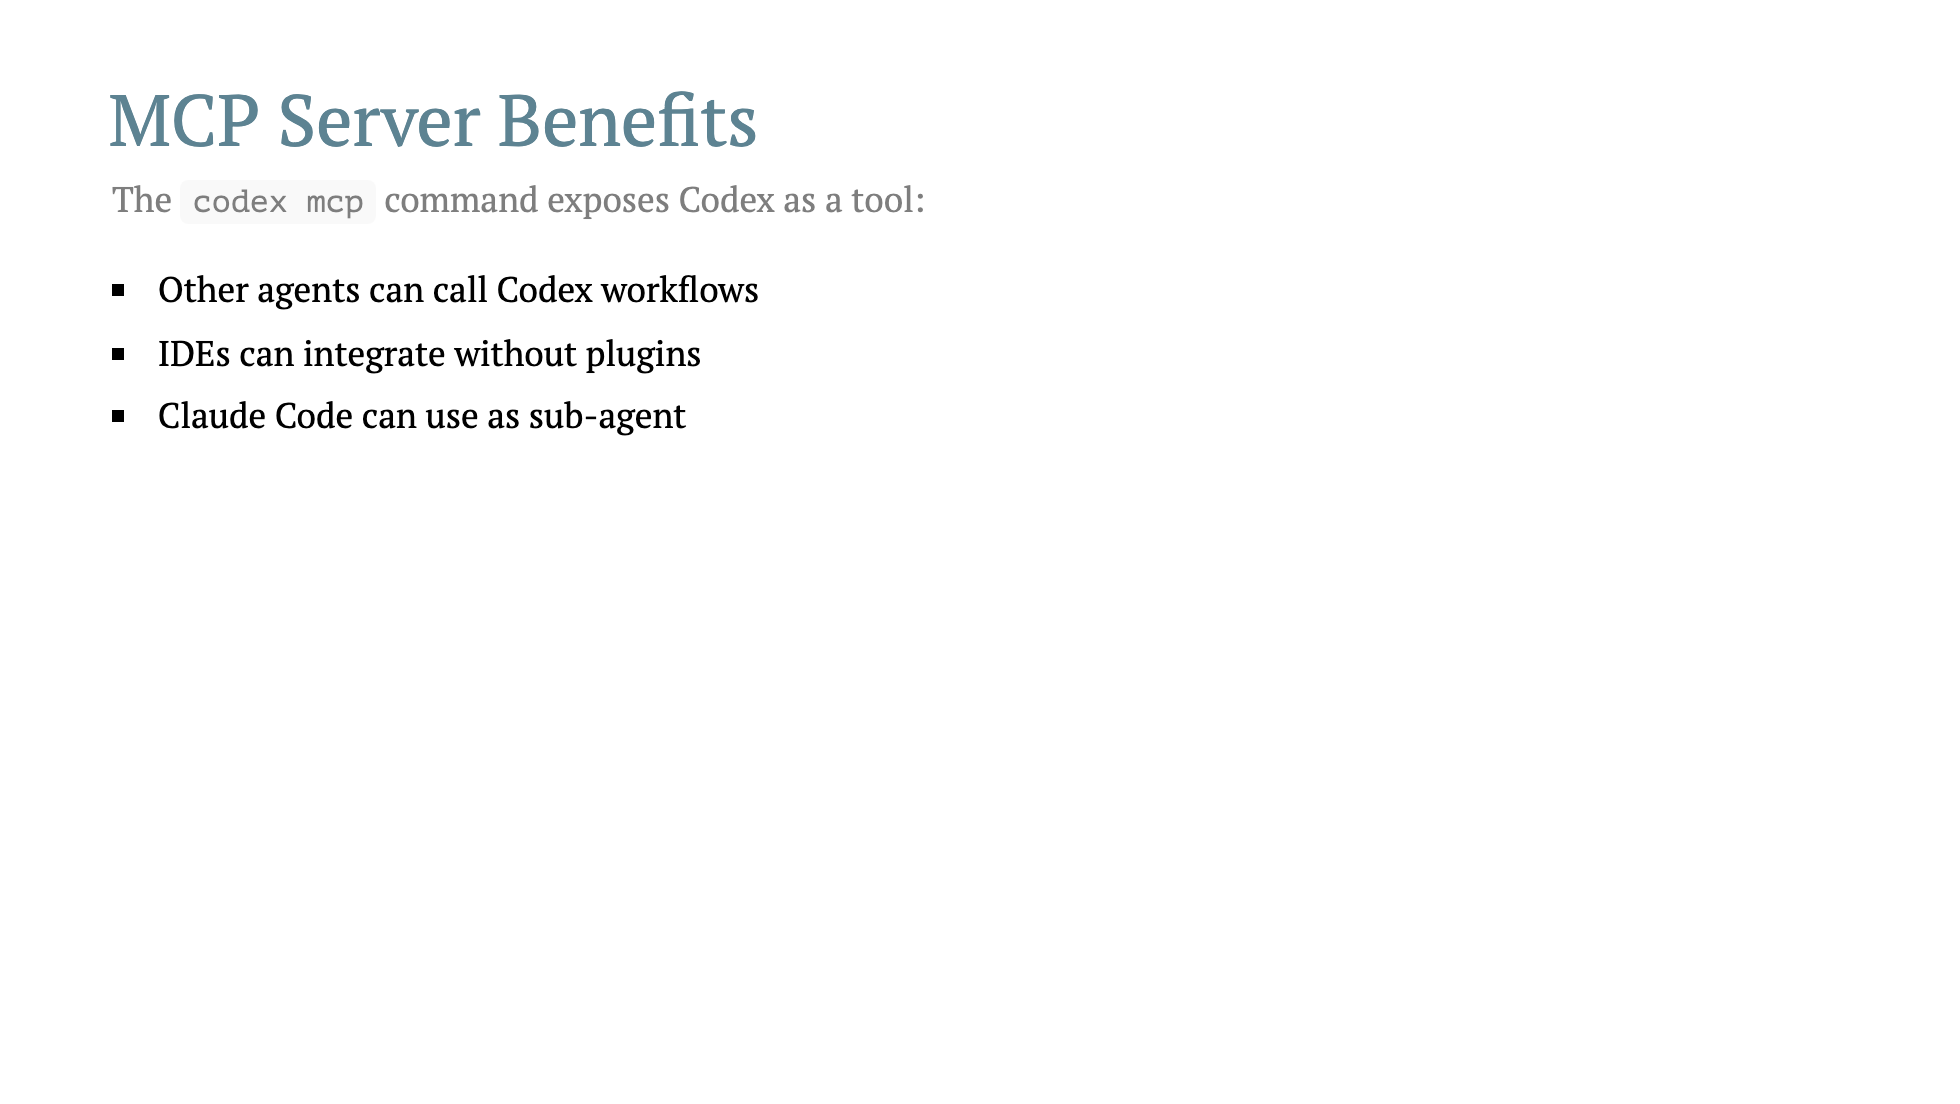 MCP Server Benefits
The codex mcp command exposes Codex as a tool:
▪ Other agents can call Codex workflows
▪ IDEs can integrate without plugins
▪ Claude Code can use as sub-agent